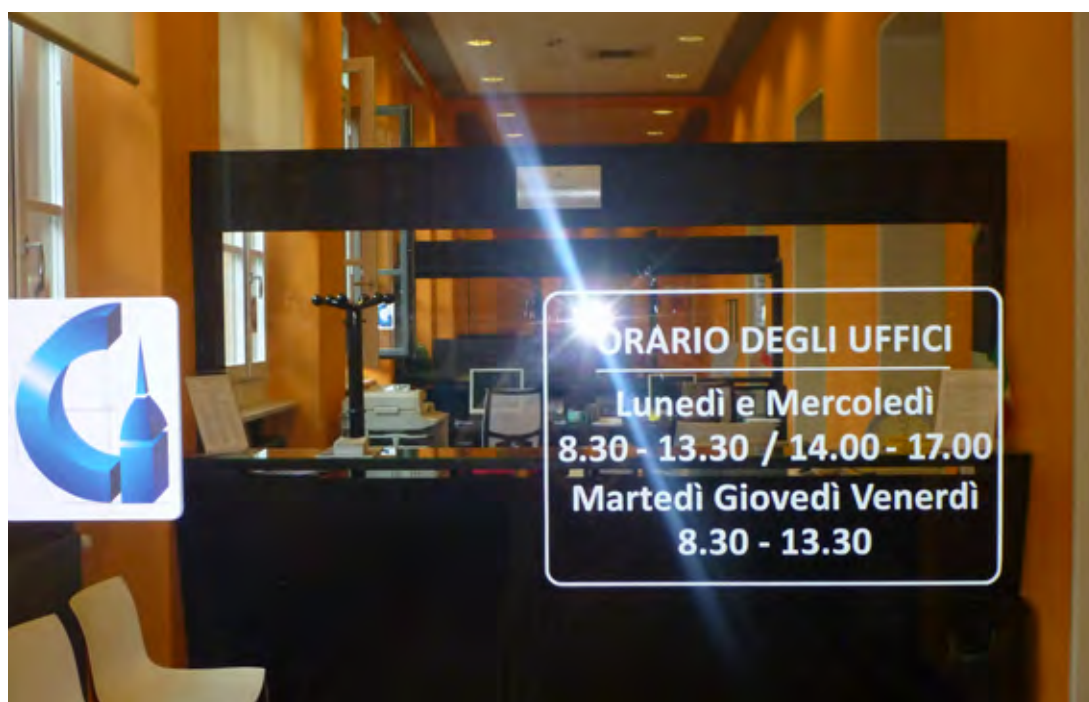 ORARIO DEGLI UFFICI
Lunedì e Mercoledì
8.30 - 13.30 / 14.00 - 17.00
Martedì Giovedì Venerdì
8.30 - 13.30